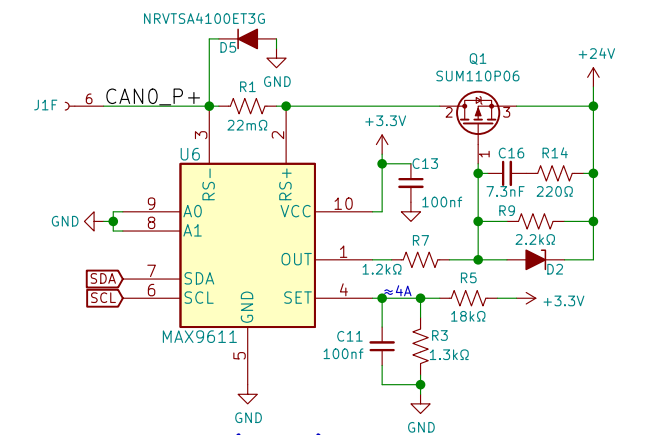 NRVTSA4100ET3G
D5
GND
Q1
SUM110P06
+24V
J1F 6 CAN0_P+
R1
22mΩ
2 3
1
3
2
+3.3V
U6
RS-
RS+
C13
100nf
C16
7.3nF
R14
220Ω
VCC 10
GND
9 A0
8 A1
R9
2.2kΩ
OUT 1
R7
1.2kΩ
D2
SDA 7 SDA
SCL 6 SCL
SET 4
≈4A
R5
18kΩ
+3.3V
GND
MAX9611
5
C11
100nf
R3
1.3kΩ
GND
GND